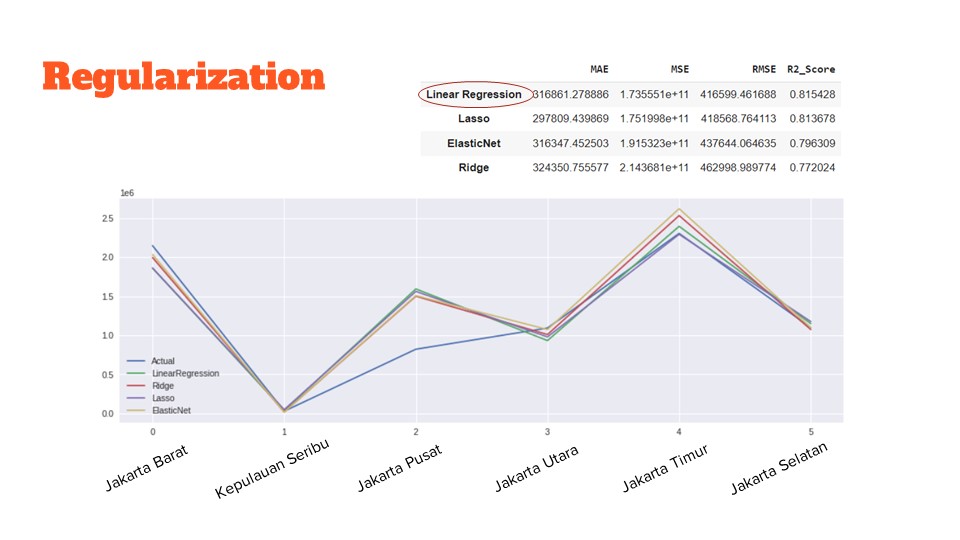 Regularization
MAE MSE RMSE R2_Score
Linear Regression 316861.278886 1.735551e+11 416599.461688 0.815428
Lasso 297809.439869 1.751998e+11 418568.764113 0.813678
ElasticNet 316347.452503 1.915323e+11 437644.064635 0.796309
Ridge 324350.755577 2.143681e+11 462998.989774 0.772024
1e6
2.5
2.0
1.5
1.0
0.5
0.0
Actual
LinearRegression
Ridge
Lasso
ElasticNet
0 1 2 3 4 5
Jakarta Barat
Kepulauan Seribu
Jakarta Pusat
Jakarta Utara
Jakarta Timur
Jakarta Selatan